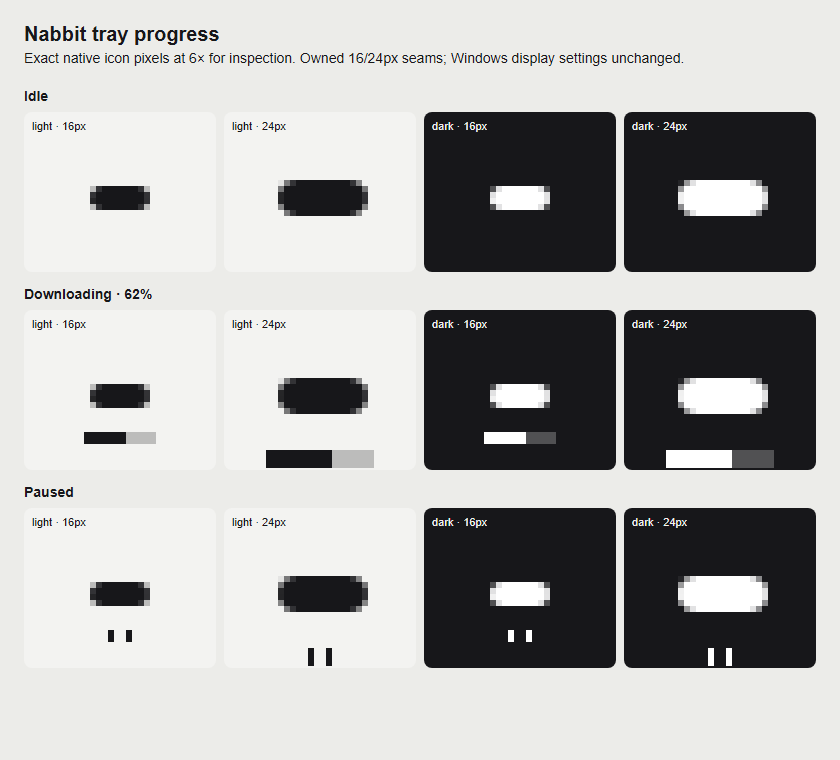 Nabbit tray progress
Exact native icon pixels at 6× for inspection. Owned 16/24px seams; Windows display settings unchanged.
Idle
light · 16px
light · 24px
dark · 16px
dark · 24px
Downloading · 62%
light · 16px
light · 24px
dark · 16px
dark · 24px
Paused
light · 16px
light · 24px
dark · 16px
dark · 24px